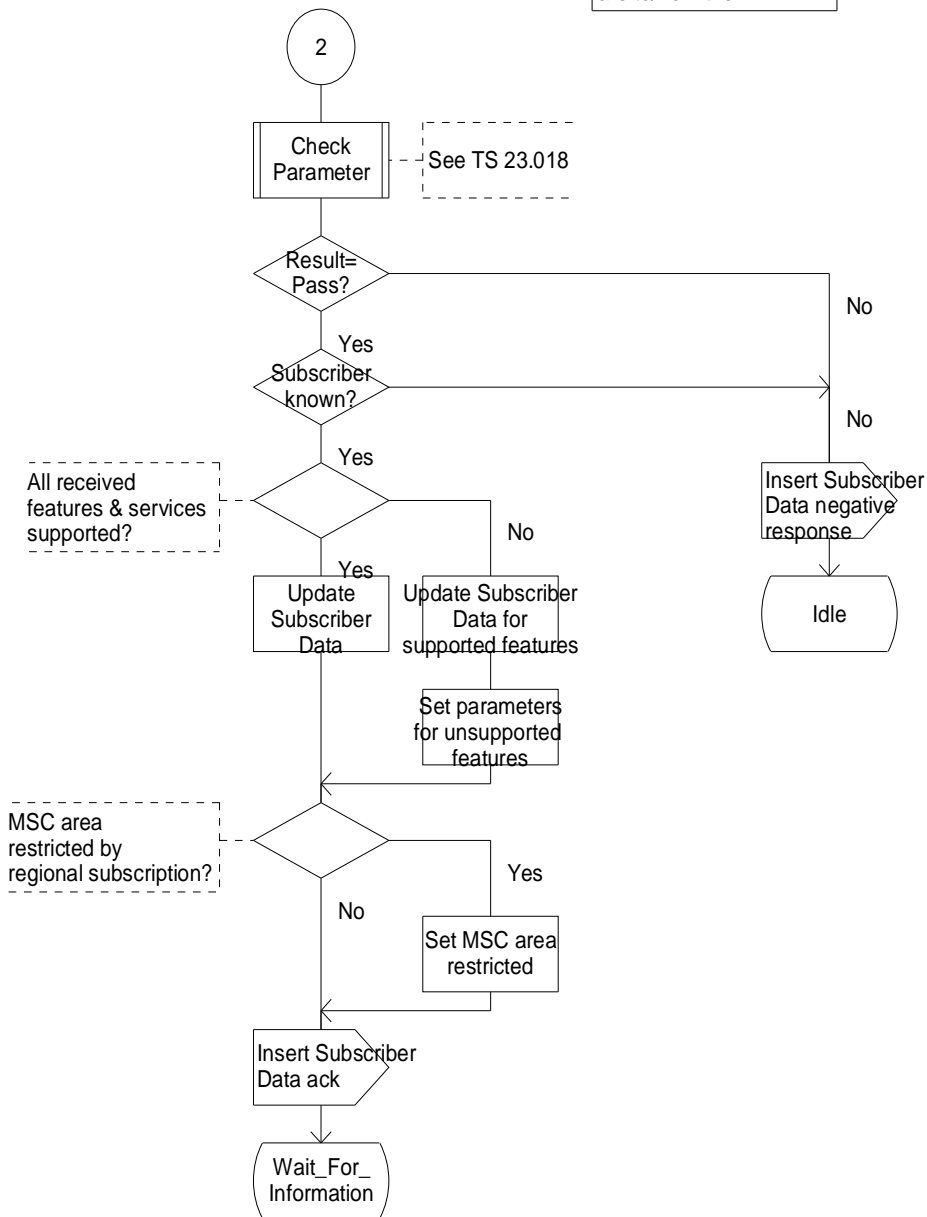 2
Check
Parameter
See TS 23.018
Result=
Pass?
No
Yes
Subscriber
known?
No
Yes
All received
features & services
supported?
Insert Subscriber
Data negative
response
No
Yes
Update
Subscriber
Data
Update Subscriber
Data for
supported features
Idle
Set parameters
for unsupported
features
MSC area
restricted by
regional subscription?
Yes
No
Set MSC area
restricted
Insert Subscriber
Data ack
Wait_For_
Information